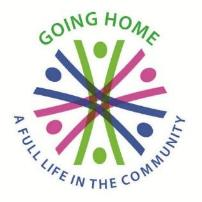 GOING HOME
A FULL LIFE IN THE COMMUNITY